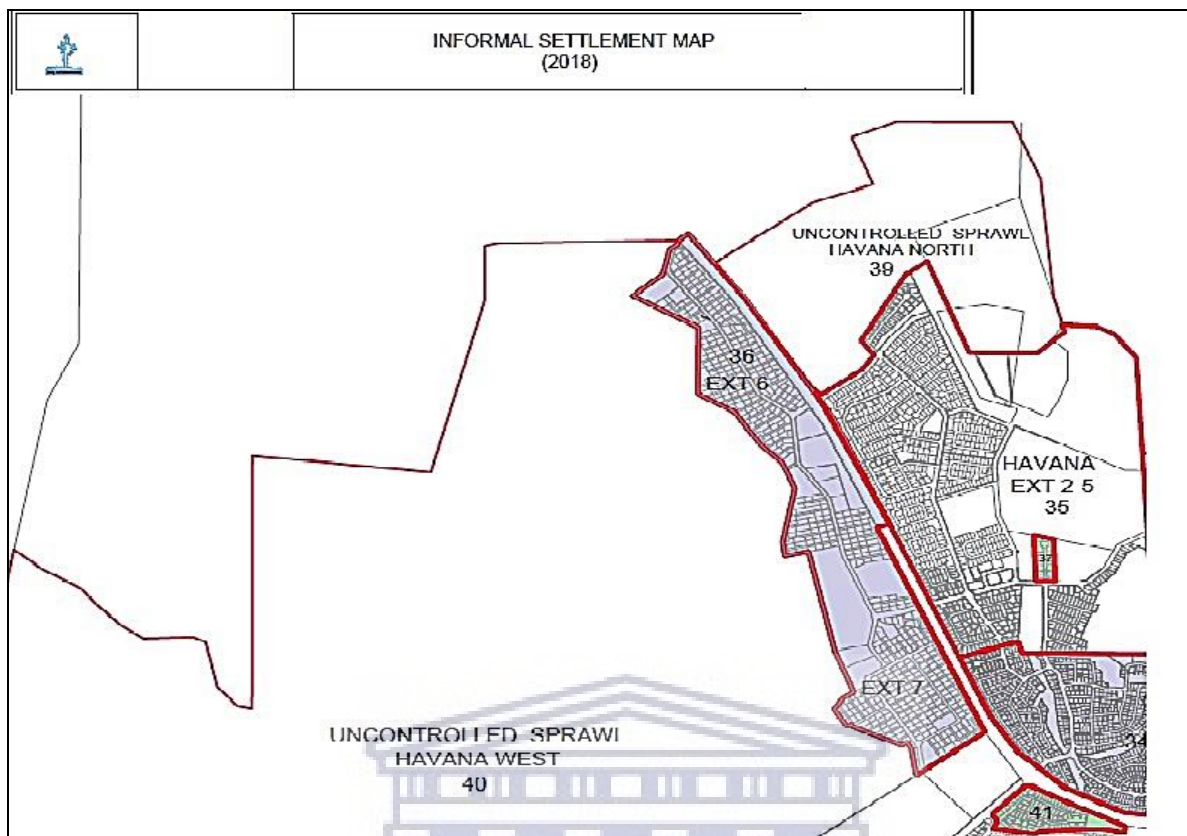 INFORMAL SETTLEMENT MAP
(2018)
UNCONTROLLED SPRAWL
HAVANA NORTH
39
36
EXT 6
HAVANA
EXT 2 5
35
37
EXT 7
UNCONTROLLED SPRAWL
HAVANA WEST
40
34
41